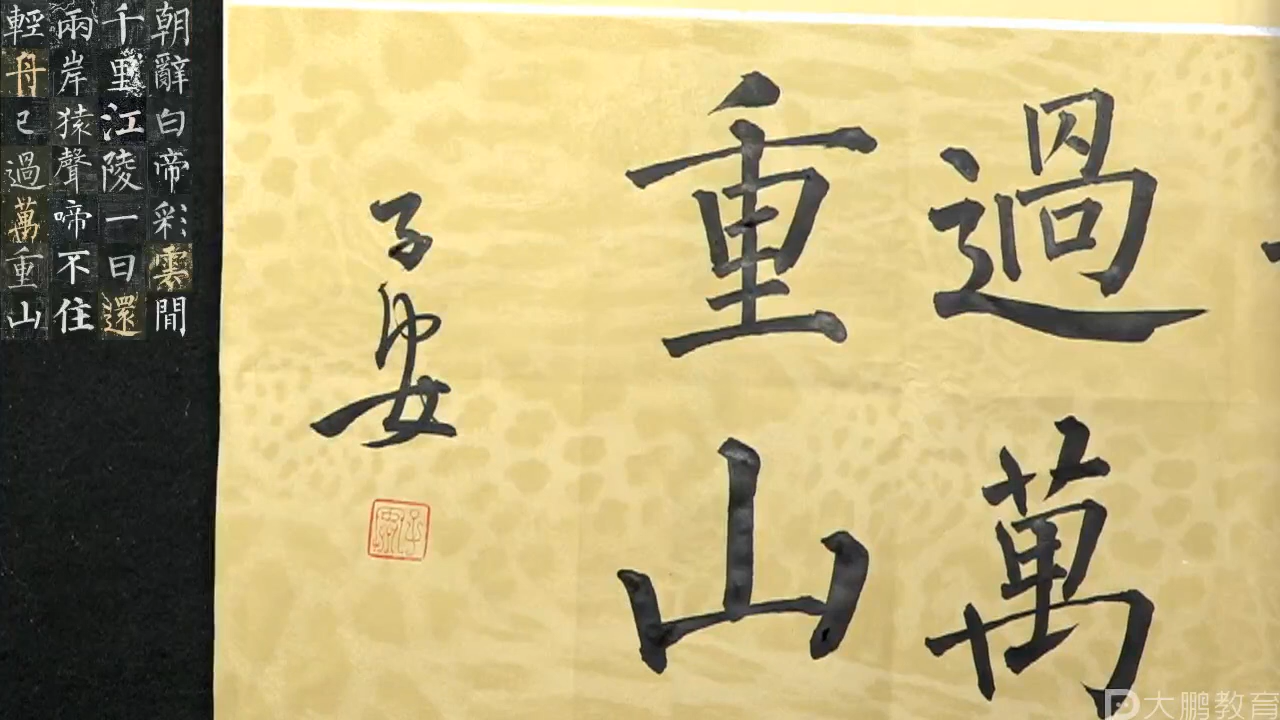 朝辭白帝彩雲間
千里江陵一日還
兩岸猿聲啼不住
輕舟已過萬重山
過萬
重山
子安
大鹏教育